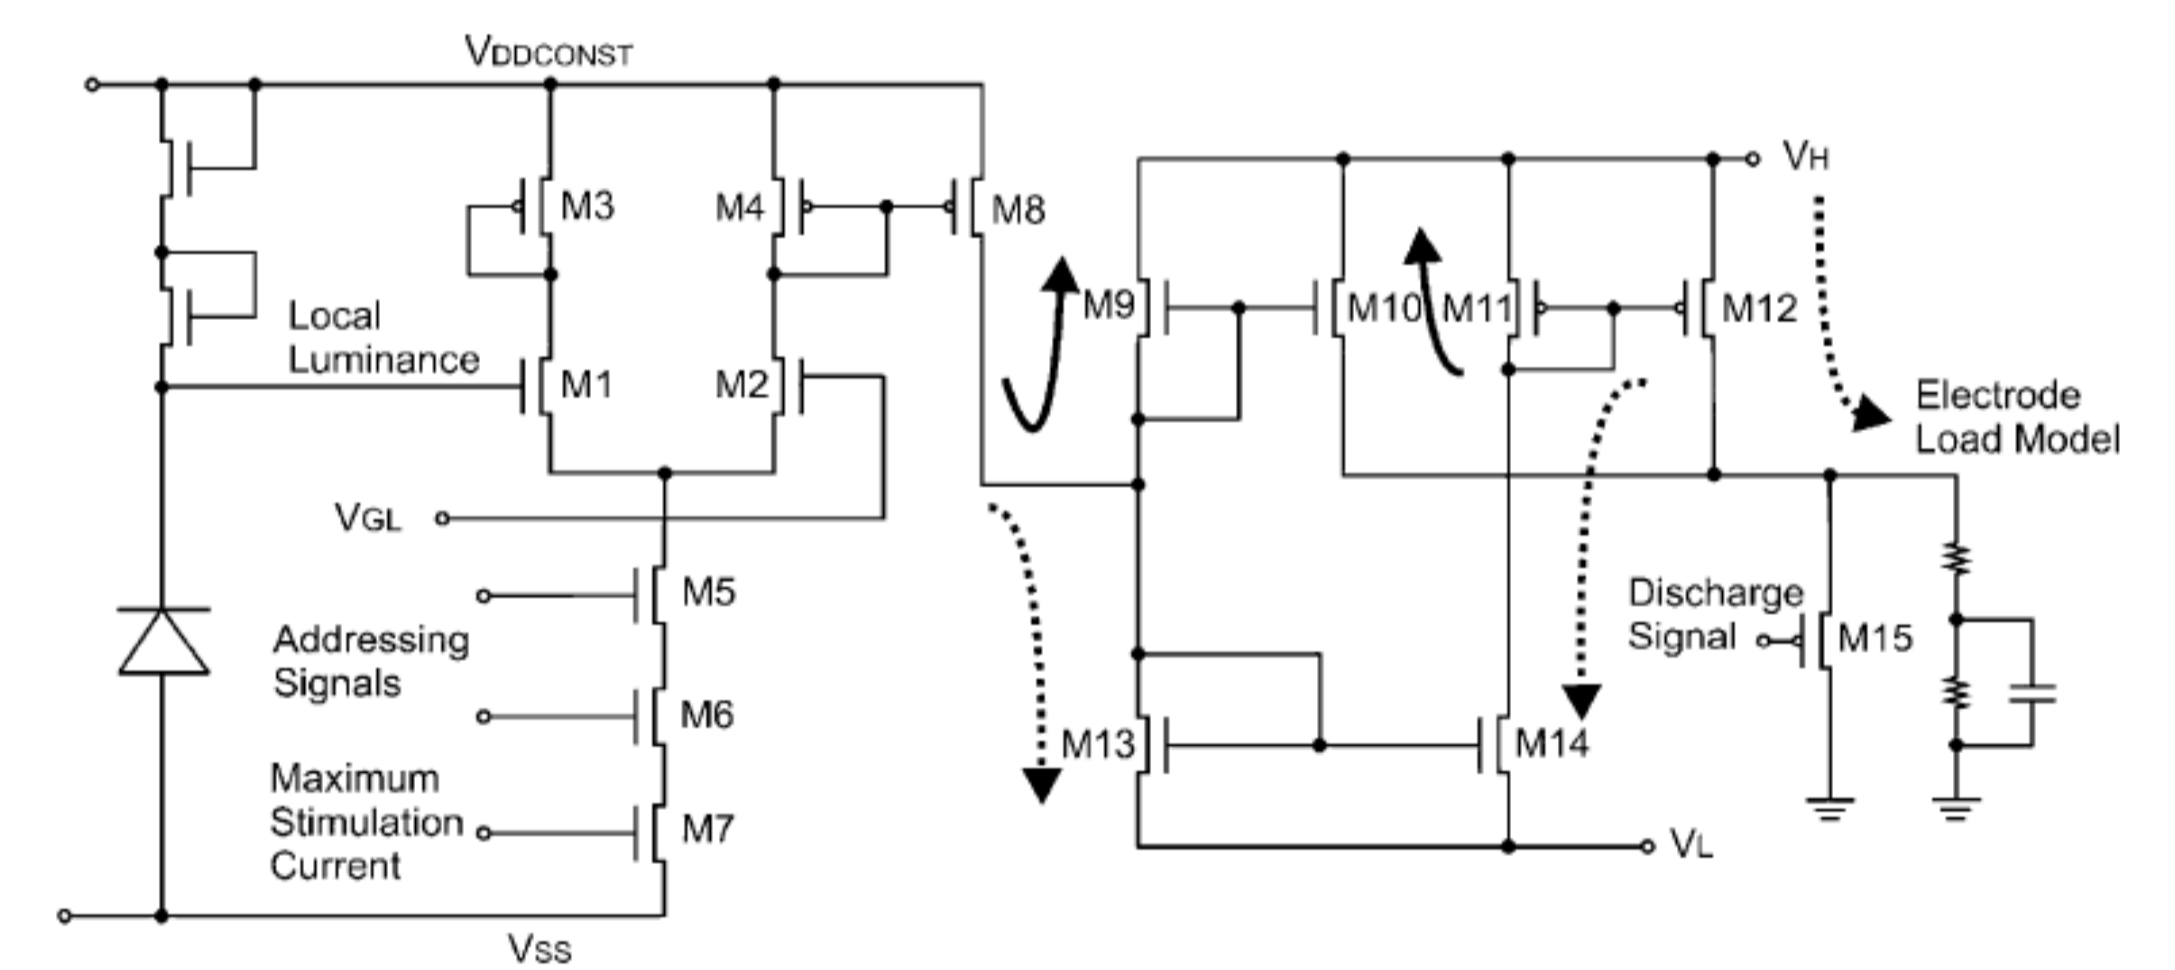 VDDCONST
VH
M3
M4
M8
M9
M10
M11
M12
Local
Luminance
M1
M2
Electrode
Load Model
VGL
M5
Discharge
Signal
M15
Addressing
Signals
M6
M13
M14
Maximum
Stimulation
Current
M7
VL
VSS